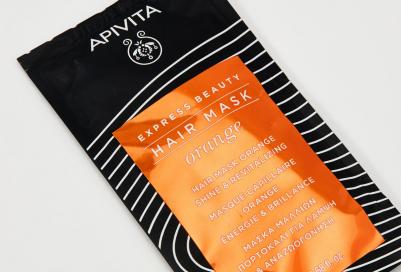 APIVITA
EXPRESS BEAUTY
HAIR MASK
orange
HAIR MASK ORANGE
SHINE & REVITALIZING
MASQUE CAPILLAIRE
ORANGE
ÉNERGIE & BRILLANCE
ΜΑΣΚΑ ΜΑΛΛΙΩΝ
ΠΟΡΤΟΚΑΛΙ ΓΙΑ ΛΑΜΨΗ
& ΑΝΑΖΩΟΓΟΝΗΣΗ